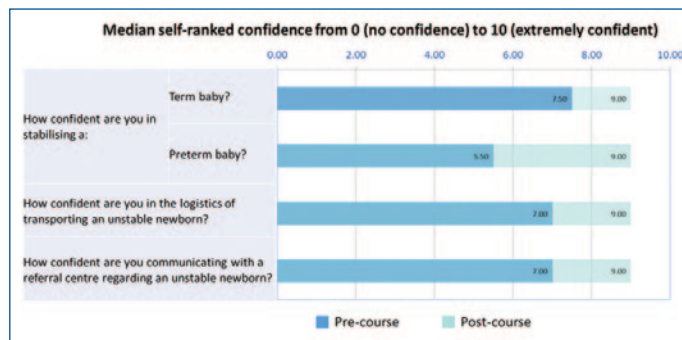 Median self-ranked confidence from 0 (no confidence) to 10 (extremely confident)
0.00 2.00 4.00 6.00 8.00 10.00
How confident are you in
stabilising a:
Term baby?
7.50 9.00
Preterm baby?
5.50 9.00
How confident are you in the logistics of
transporting an unstable newborn?
7.00 9.00
How confident are you communicating with a
referral centre regarding an unstable newborn?
7.00 9.00
Pre-course Post-course